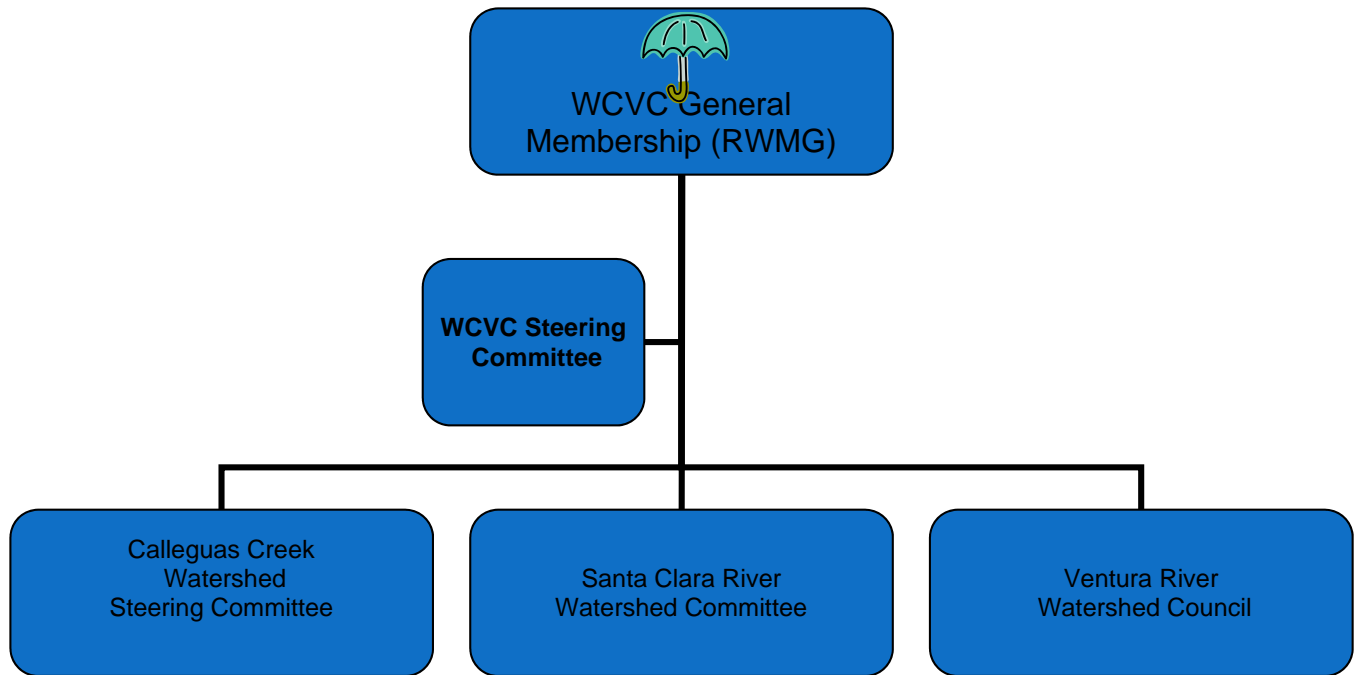 WCVC General
Membership (RWMG)
WCVC Steering
Committee
Calleguas Creek
Watershed
Steering Committee
Santa Clara River
Watershed Committee
Ventura River
Watershed Council